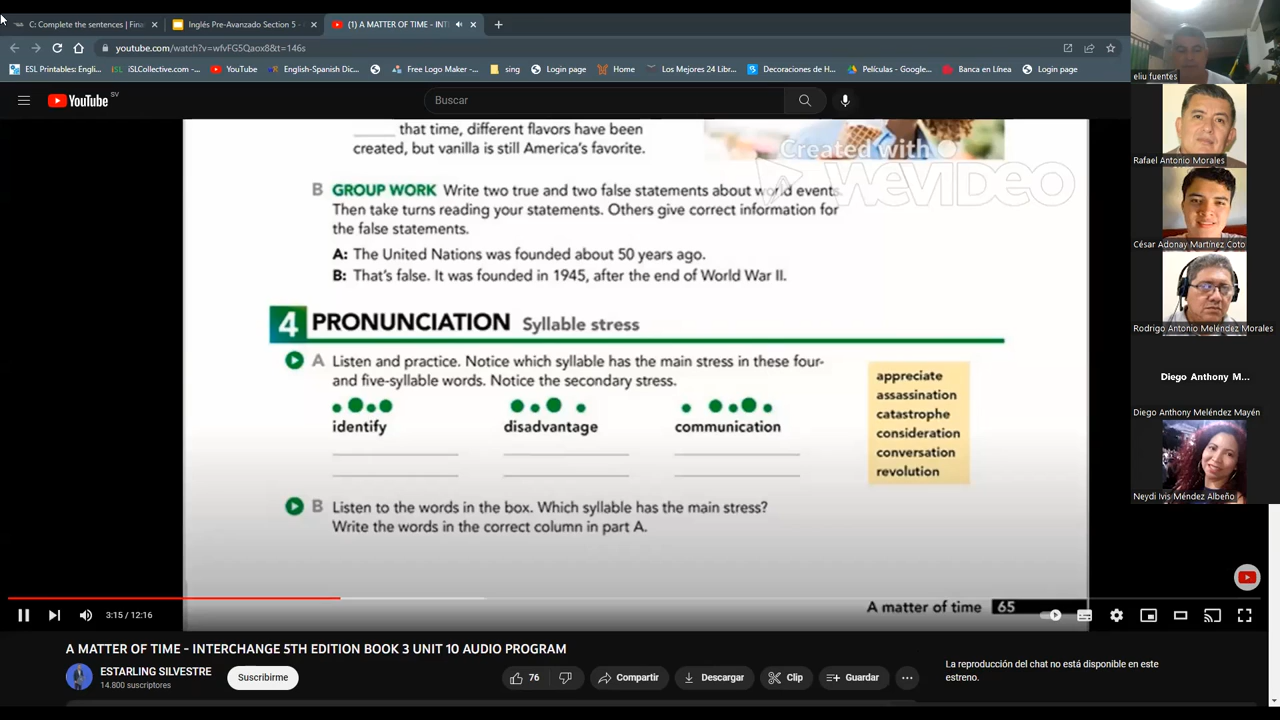 C: Complete the sentences | Fina
Inglés Pre-Avanzado Section 5 -
(1) A MATTER OF TIME - INT
youtube.com/watch?v=wfvFG5Qaox8&t=146s
ESL Printables: Engli...
iSLCollective.com -...
YouTube
English-Spanish Dic...
Free Logo Maker -...
sing
Login page
Home
Los Mejores 24 Libr...
Decoraciones de H...
Películas - Google...
Banca en Línea
Login page
eliu fuentes
YouTube SV
Buscar
_____ that time, different flavors have been
created, but vanilla is still America's favorite.
Created with
WEVIDEO
B GROUP WORK Write two true and two false statements about world events.
Then take turns reading your statements. Others give correct information for
the false statements.
A: The United Nations was founded about 50 years ago.
B: That's false. It was founded in 1945, after the end of World War II.
4 PRONUNCIATION Syllable stress
A Listen and practice. Notice which syllable has the main stress in these four-
and five-syllable words. Notice the secondary stress.
identify disadvantage communication
appreciate
assassination
catastrophe
consideration
conversation
revolution
B Listen to the words in the box. Which syllable has the main stress?
Write the words in the correct column in part A.
A matter of time 65
Rafael Antonio Morales
César Adonay Martínez Coto
Rodrigo Antonio Meléndez Morales
Diego Anthony M...
Diego Anthony Meléndez Mayén
Neydi Ivis Méndez Albeño
3:15 / 12:16
A MATTER OF TIME - INTERCHANGE 5TH EDITION BOOK 3 UNIT 10 AUDIO PROGRAM
ESTARLING SILVESTRE
14.800 suscriptores
Suscribirme
76
Compartir
Descargar
Clip
Guardar
La reproducción del chat no está disponible en este
estreno.